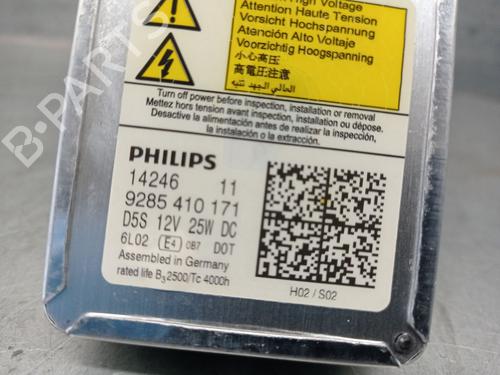 High Voltage
Attention Haute Tension
Vorsicht Hochspannung
Atención Alto Voltaje
Voorzichtig Hoogspanning
小心高压
高電圧注意
Turn off power before inspection, installation or removal
Mettez hors tension avant inspection, installation ou dépose.
Desactive la alimentación antes de realizar la inspección,
la instalación o la extracción.
PHILIPS
14246 11
9285 410 171
D5S 12V 25W DC
6L02 E4 0B7 DOT
Assembled in Germany
rated life B3 2500/Tc 4000h
H02 / S02
B-PARTS